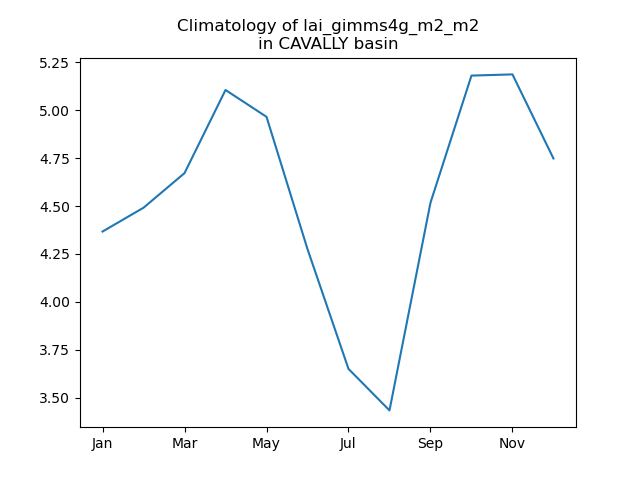 Climatology of lai_gimms4g_m2_m2
in CAVALLY basin
5.25
5.00
4.75
4.50
4.25
4.00
3.75
3.50
Jan Mar May Jul Sep Nov